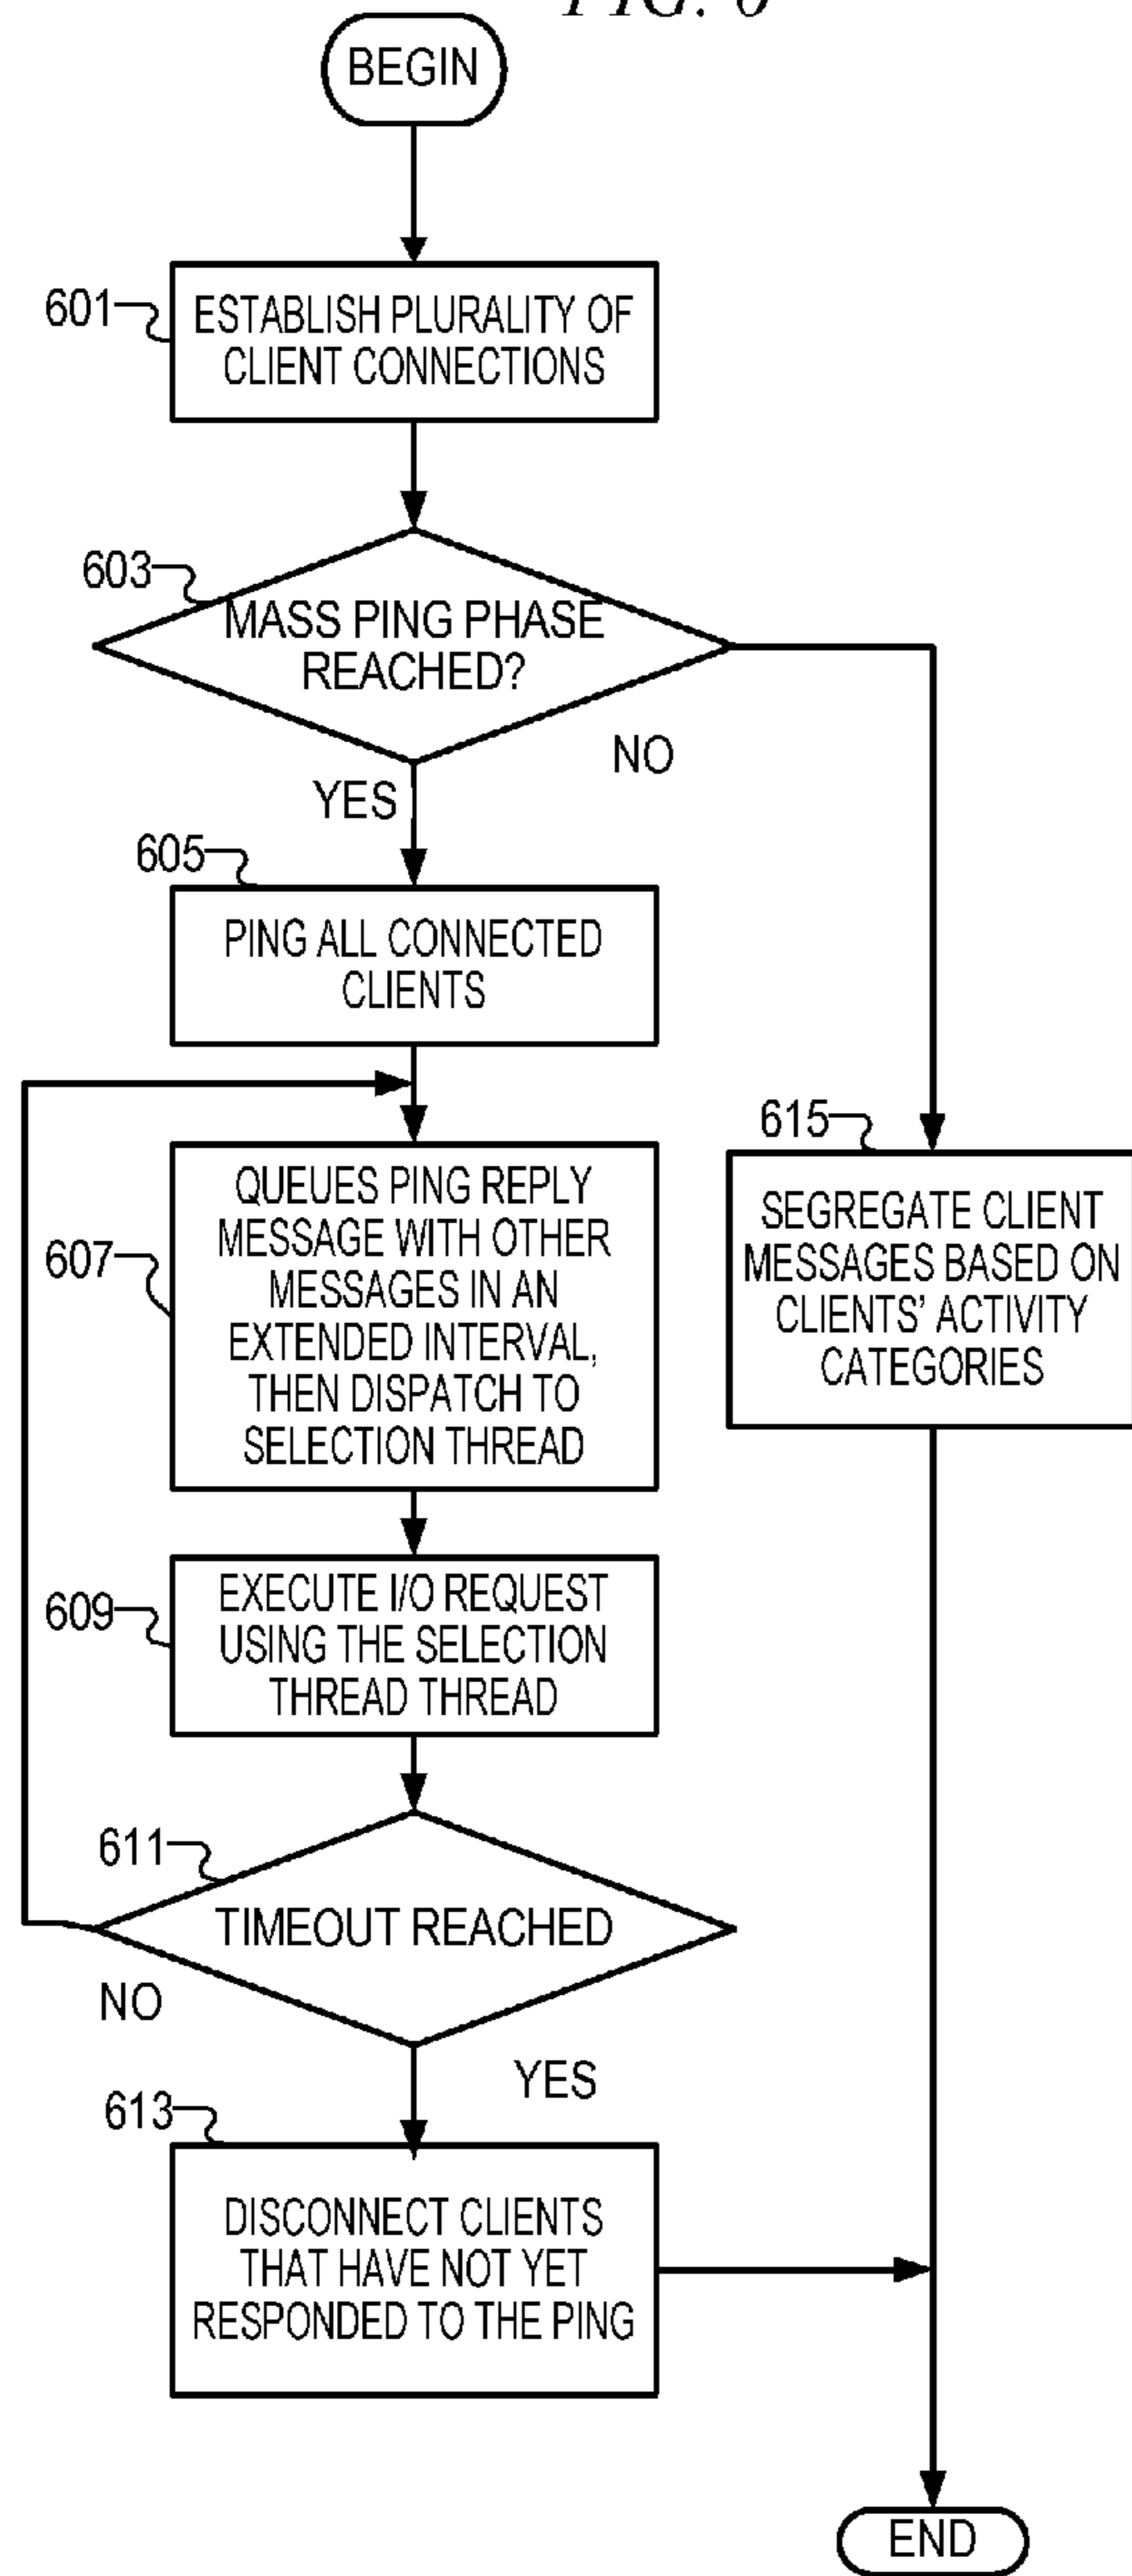 FIG. 6
BEGIN
601
ESTABLISH PLURALITY OF
CLIENT CONNECTIONS
603
MASS PING PHASE
REACHED?
NO
YES
605
PING ALL CONNECTED
CLIENTS
607
QUEUES PING REPLY
MESSAGE WITH OTHER
MESSAGES IN AN
EXTENDED INTERVAL,
THEN DISPATCH TO
SELECTION THREAD
615
SEGREGATE CLIENT
MESSAGES BASED ON
CLIENTS' ACTIVITY
CATEGORIES
609
EXECUTE I/O REQUEST
USING THE SELECTION
THREAD THREAD
611
TIMEOUT REACHED
NO
YES
613
DISCONNECT CLIENTS
THAT HAVE NOT YET
RESPONDED TO THE PING
END